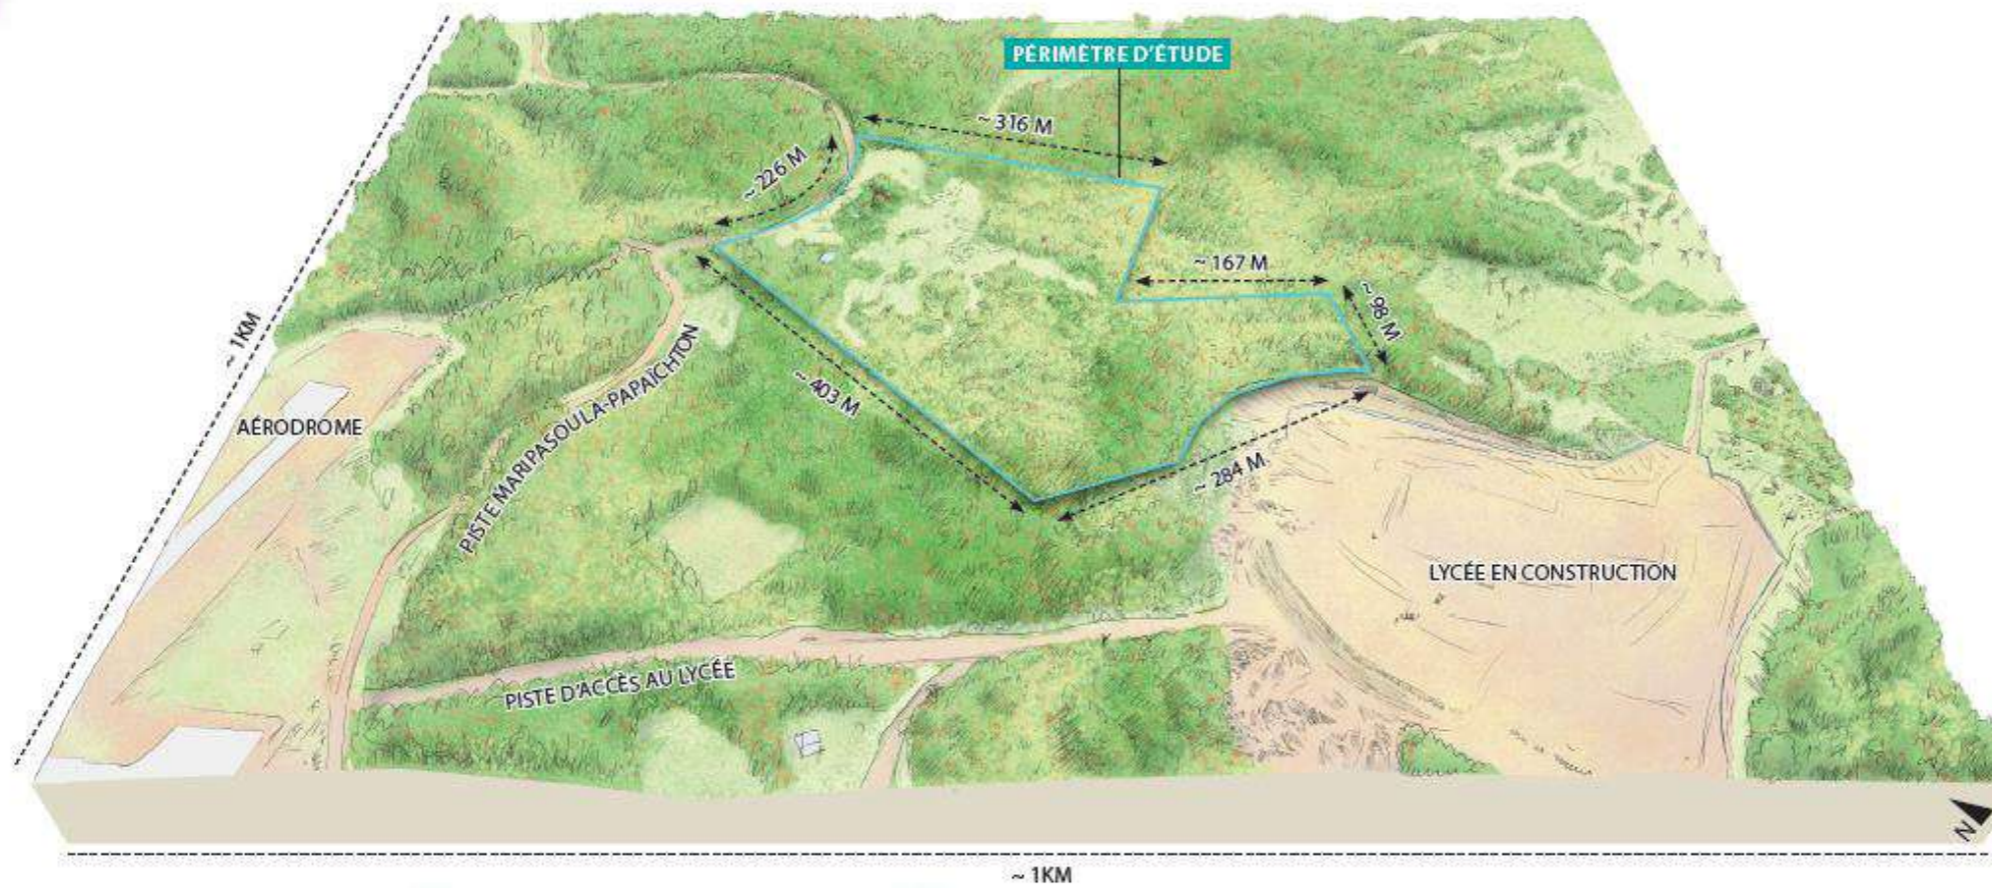 PÉRIMÈTRE D'ÉTUDE
~ 316 M
~ 226 M
~ 167 M
~ 98 M
~ 1KM
~ 403 M
AÉRODROME
PISTE MARIPASOULA-PAPAÏCHTON
~ 284 M
LYCÉE EN CONSTRUCTION
PISTE D'ACCÈS AU LYCÉE
N
~ 1KM